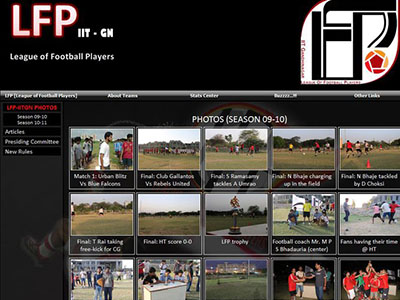 LFP IIT - GN
League of Football Players
LFP
IIT Gandhinagar
League Of Football Players
LFP [League of Football Players] About Teams Stats Center Buzzzz...!!! Other Links
LFP-IITGN PHOTOS
Season 09-10
Season 10-11
Articles
Presiding Committee
New Rules
PHOTOS (SEASON 09-10)
Match 1: Urban Blitz
Vs Blue Falcons
Final: Club Gallantos
Vs Rebels United
Final: S Ramasamy
tackles A Umrao
Final: N Bhaje charging
up in the field
Final: N Bhaje tackled
by D Choksi
Final: T Rai taking
free-kick for CG
Final: HT score 0-0
LFP trophy
Football coach Mr. M P
S Bhadauria (center)
Fans having their time
@ HT